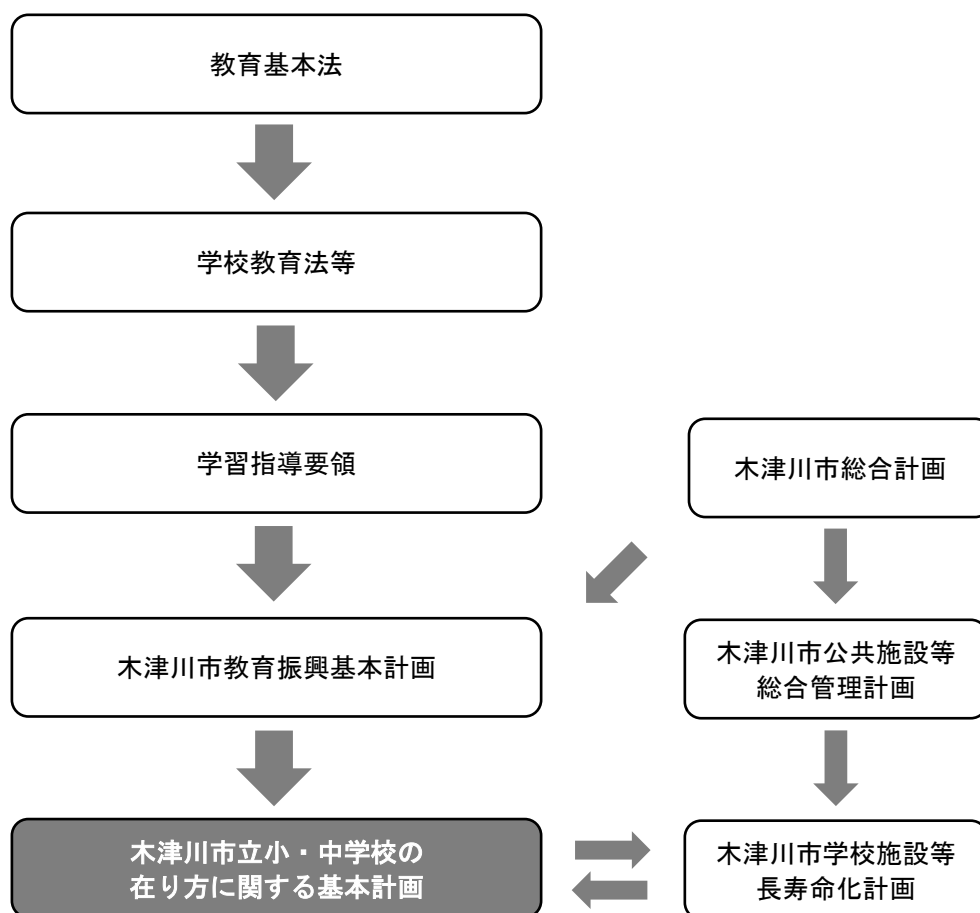 教育基本法
学校教育法等
学習指導要領
木津川市総合計画
木津川市教育振興基本計画
木津川市公共施設等
総合管理計画
木津川市立小・中学校の
在り方に関する基本計画
木津川市学校施設等
長寿命化計画